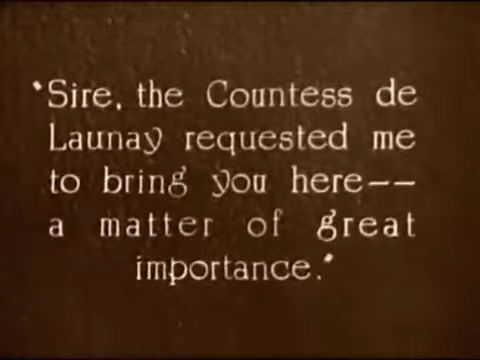 "Sire, the Countess de
Launay requested me
to bring you here--
a matter of great
importance."